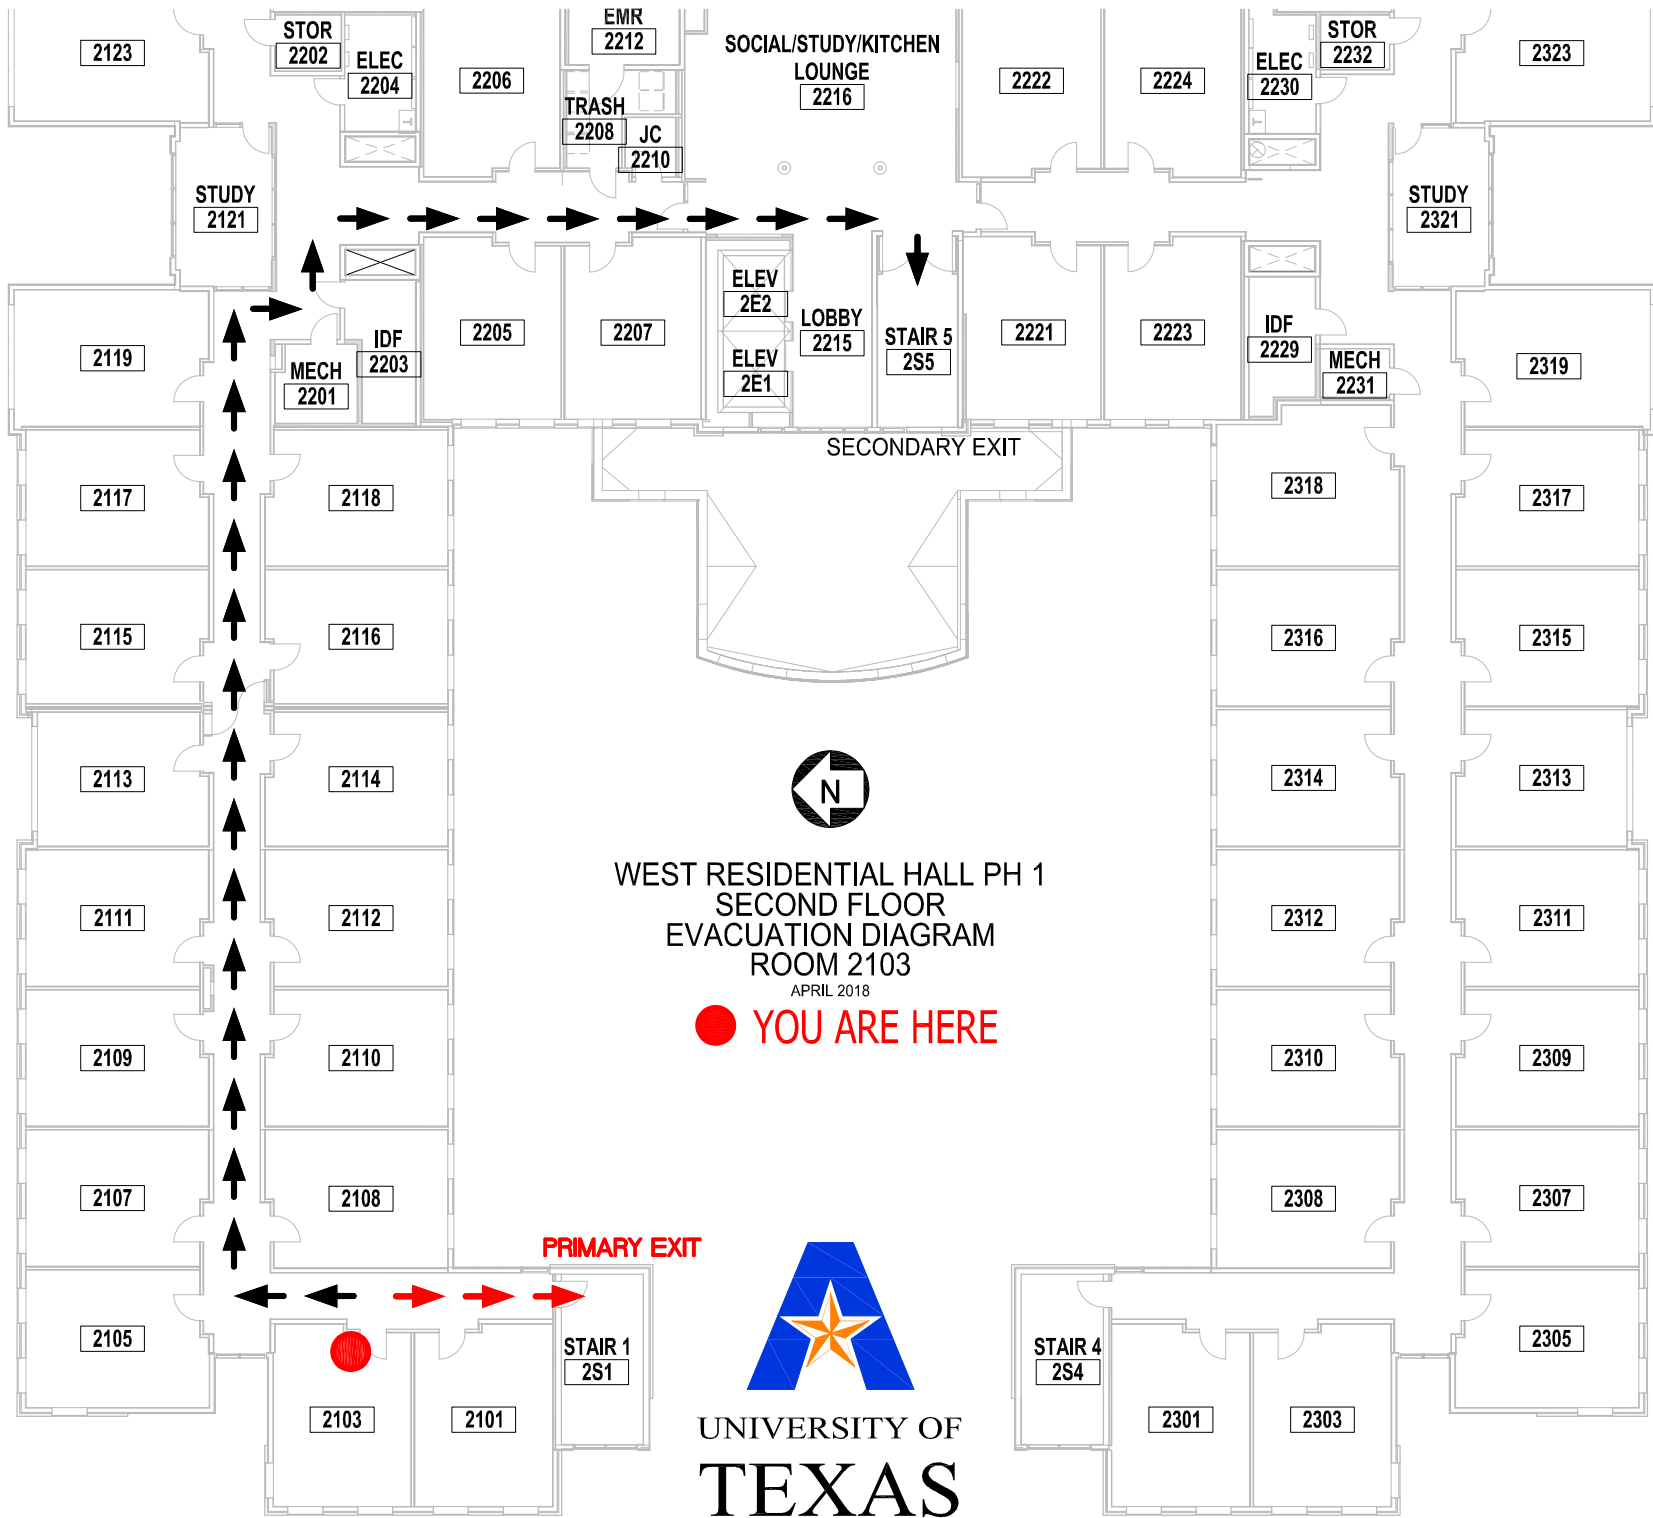 2123
STOR
2202
ELEC
2204
2206
EMR
2212
TRASH
2208
JC
2210
SOCIAL/STUDY/KITCHEN
LOUNGE
2216
2222
2224
ELEC
2230
STOR
2232
2323
STUDY
2121
STUDY
2321
2119
MECH
2201
IDF
2203
2205
2207
ELEV
2E2
ELEV
2E1
LOBBY
2215
STAIR 5
2S5
2221
2223
IDF
2229
MECH
2231
2319
SECONDARY EXIT
2117
2118
2318
2317
2115
2116
2316
2315
2113
2114
2314
2313
N
WEST RESIDENTIAL HALL PH 1
SECOND FLOOR
EVACUATION DIAGRAM
ROOM 2103
APRIL 2018
YOU ARE HERE
2111
2112
2312
2311
2109
2110
2310
2309
2107
2108
2308
2307
PRIMARY EXIT
2105
STAIR 1
2S1
STAIR 4
2S4
2305
2103
2101
2301
2303
UNIVERSITY OF
TEXAS